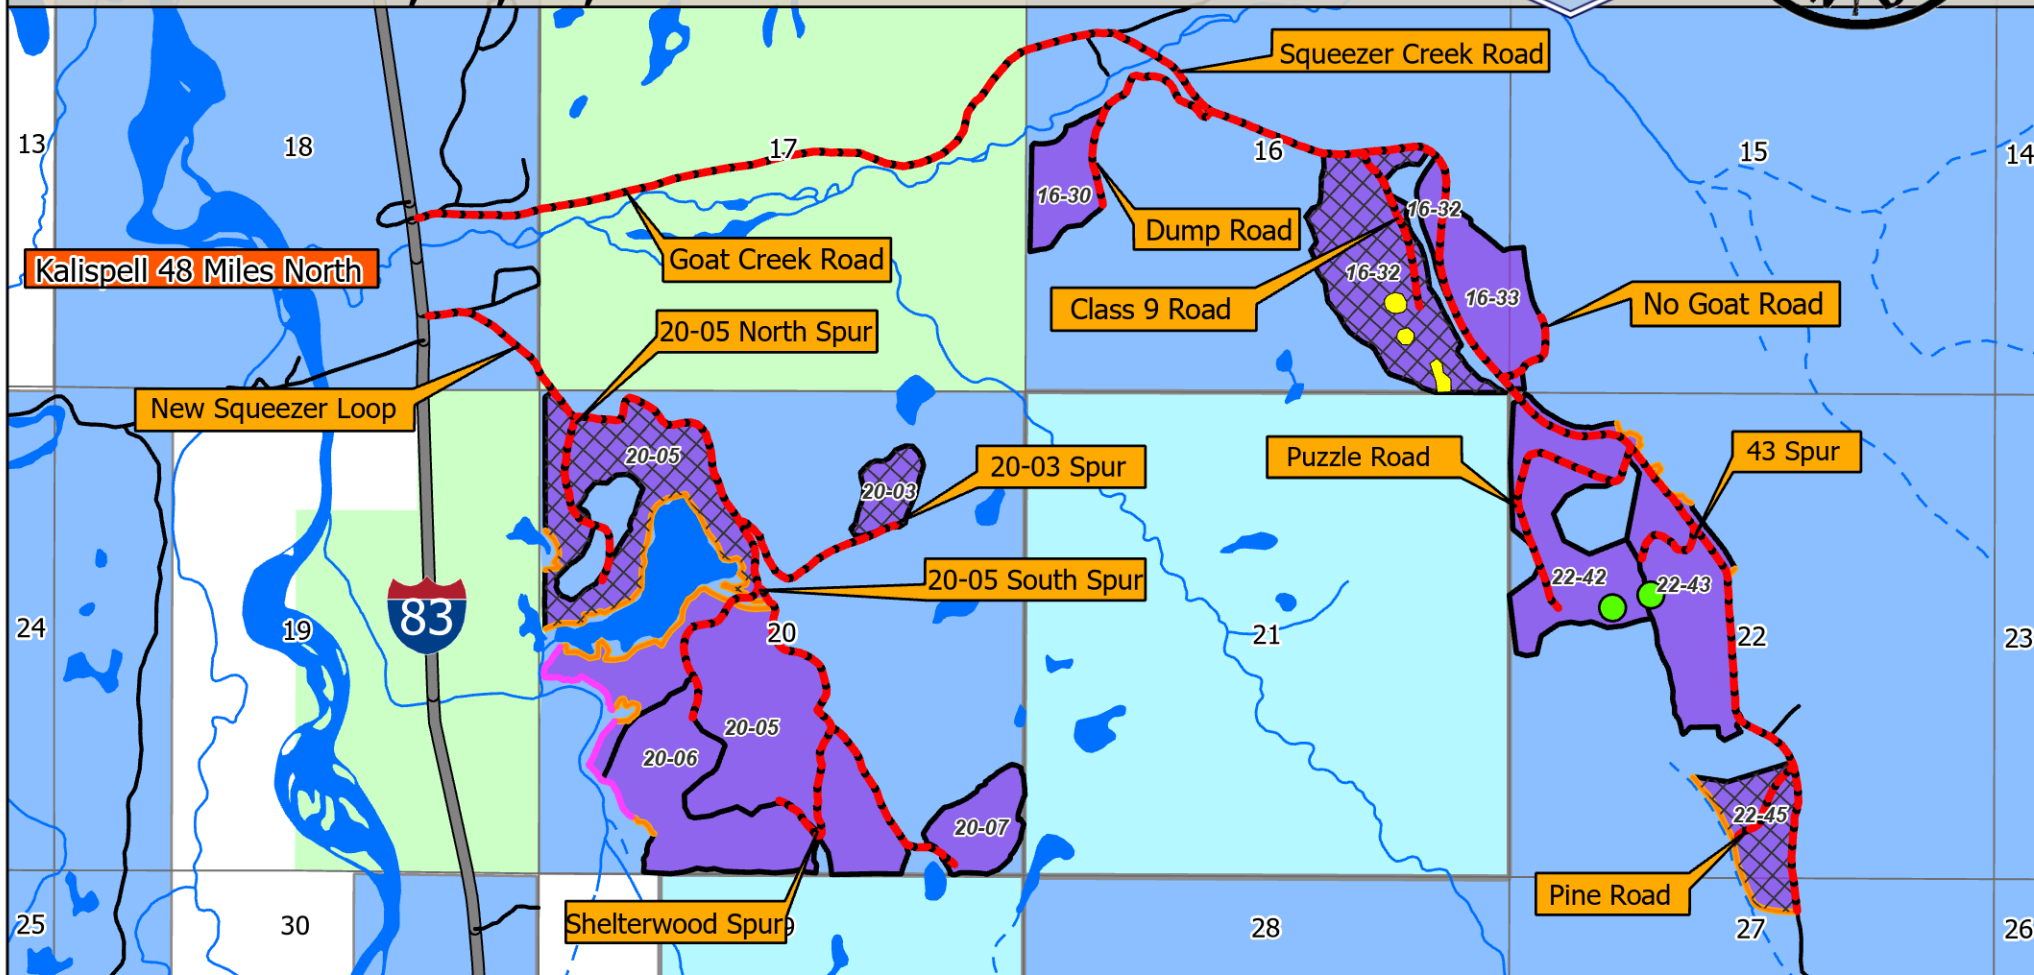 Squeezer Creek Road
13
18
17
16
15
14
16-30
16-32
Dump Road
Goat Creek Road
Kalispell 48 Miles North
16-32
16-33
Class 9 Road
No Goat Road
20-05 North Spur
New Squeezer Loop
20-05
20-03
20-03 Spur
Puzzle Road
43 Spur
20-05 South Spur
22-42
22-43
83
24
19
20
21
22
23
20-05
20-06
20-07
22-45
Pine Road
Shelterwood Spur
25
30
9
28
27
26